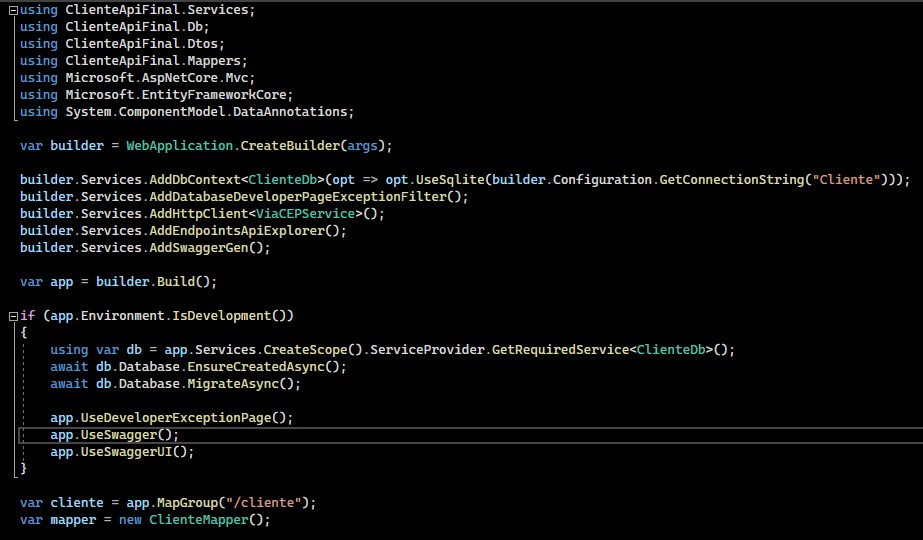 using ClienteApiFinal.Services;
using ClienteApiFinal.Db;
using ClienteApiFinal.Dtos;
using ClienteApiFinal.Mappers;
using Microsoft.AspNetCore.Mvc;
using Microsoft.EntityFrameworkCore;
using System.ComponentModel.DataAnnotations;
var builder = WebApplication.CreateBuilder(args);
builder.Services.AddDbContext<ClienteDb>(opt => opt.UseSqlite(builder.Configuration.GetConnectionString("Cliente")));
builder.Services.AddDatabaseDeveloperPageExceptionFilter();
builder.Services.AddHttpClient<ViaCEPService>();
builder.Services.AddEndpointsApiExplorer();
builder.Services.AddSwaggerGen();
var app = builder.Build();
if (app.Environment.IsDevelopment())
{
using var db = app.Services.CreateScope().ServiceProvider.GetRequiredService<ClienteDb>();
await db.Database.EnsureCreatedAsync();
await db.Database.MigrateAsync();
app.UseDeveloperExceptionPage();
app.UseSwagger();
app.UseSwaggerUI();
}
var cliente = app.MapGroup("/cliente");
var mapper = new ClienteMapper();